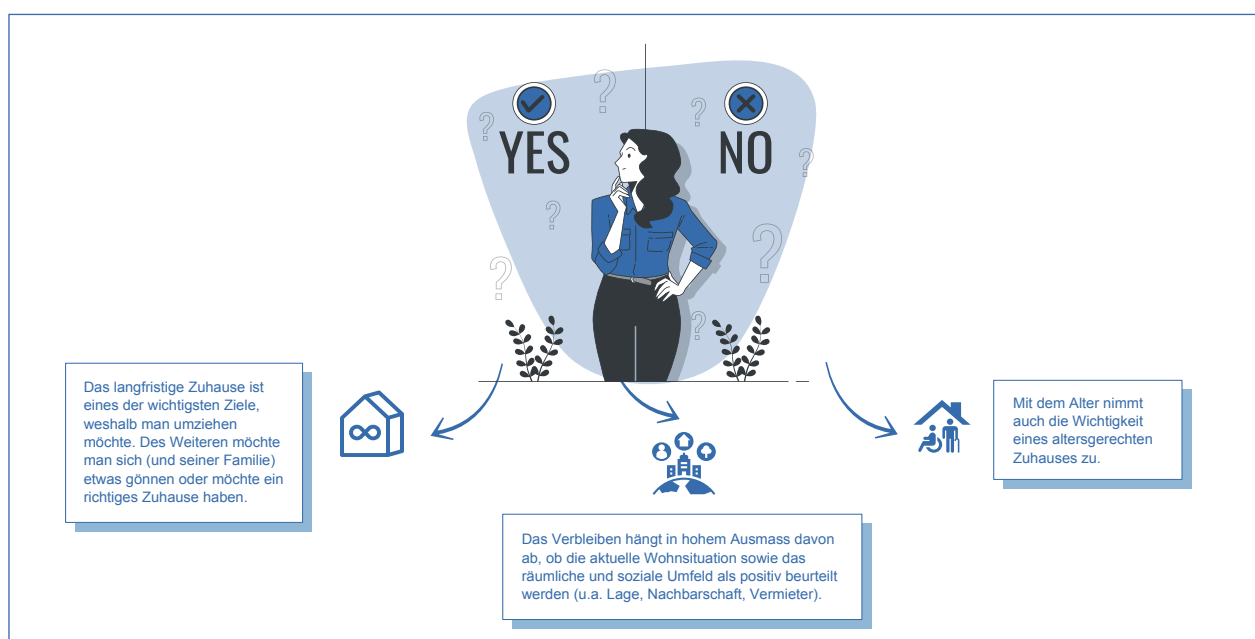 YES
NO
Das langfristige Zuhause ist
eines der wichtigsten Ziele,
weshalb man umziehen
möchte. Des Weiteren möchte
man sich (und seiner Familie)
etwas gönnen oder möchte ein
richtiges Zuhause haben.
Das Verbleiben hängt in hohem Ausmass davon
ab, ob die aktuelle Wohnsituation sowie das
räumliche und soziale Umfeld als positiv beurteilt
werden (u.a. Lage, Nachbarschaft, Vermieter).
Mit dem Alter nimmt
auch die Wichtigkeit
eines altersgerechten
Zuhauses zu.